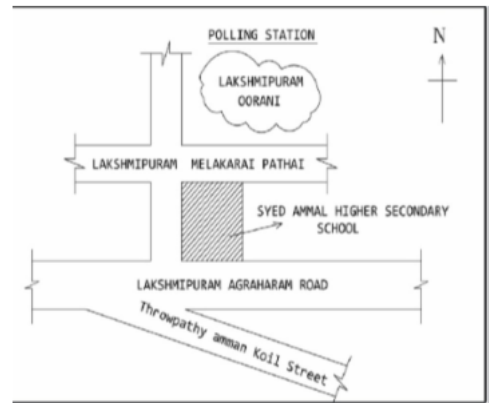 POLLING STATION
N
LAKSHMIPURAM
OORANI
LAKSHMIPURAM MELAKARAI PATHAI
SYED AMMAL HIGHER SECONDARY
SCHOOL
LAKSHMIPURAM AGRAHARAM ROAD
Throwpathy amman Koil Street